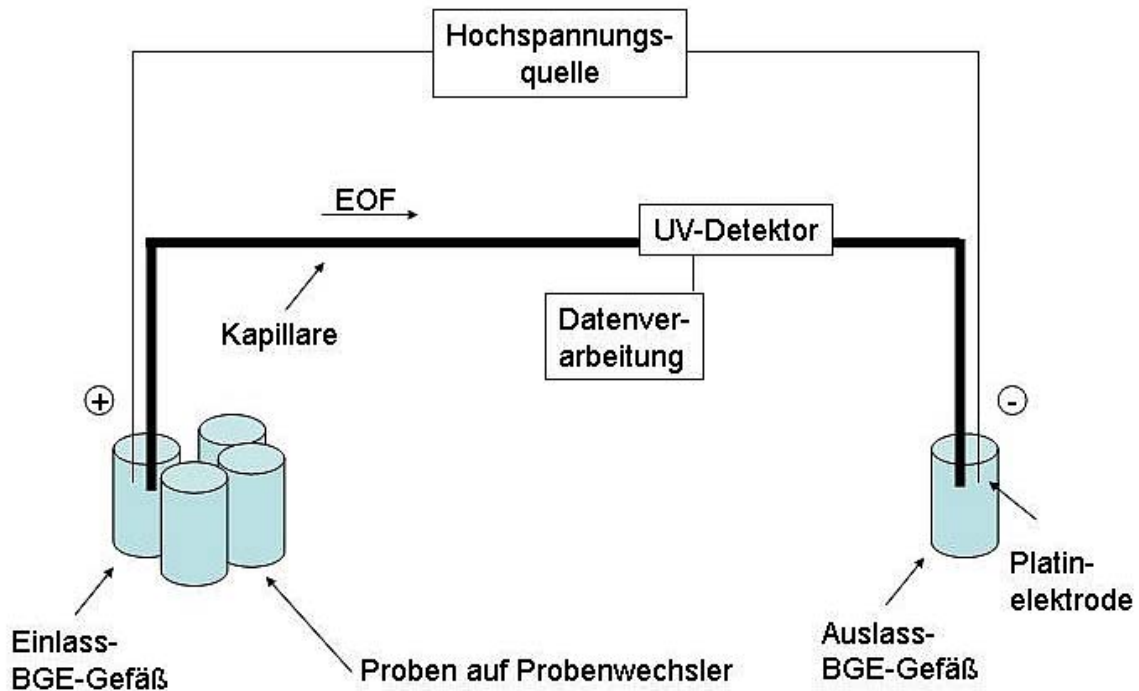 Hochspannungs-
quelle
EOF
UV-Detektor
Kapillare
Datenver-
arbeitung
+
-
Platin-
elektrode
Einlass-
BGE-Gefäß
Proben auf Probenwechsler
Auslass-
BGE-Gefäß